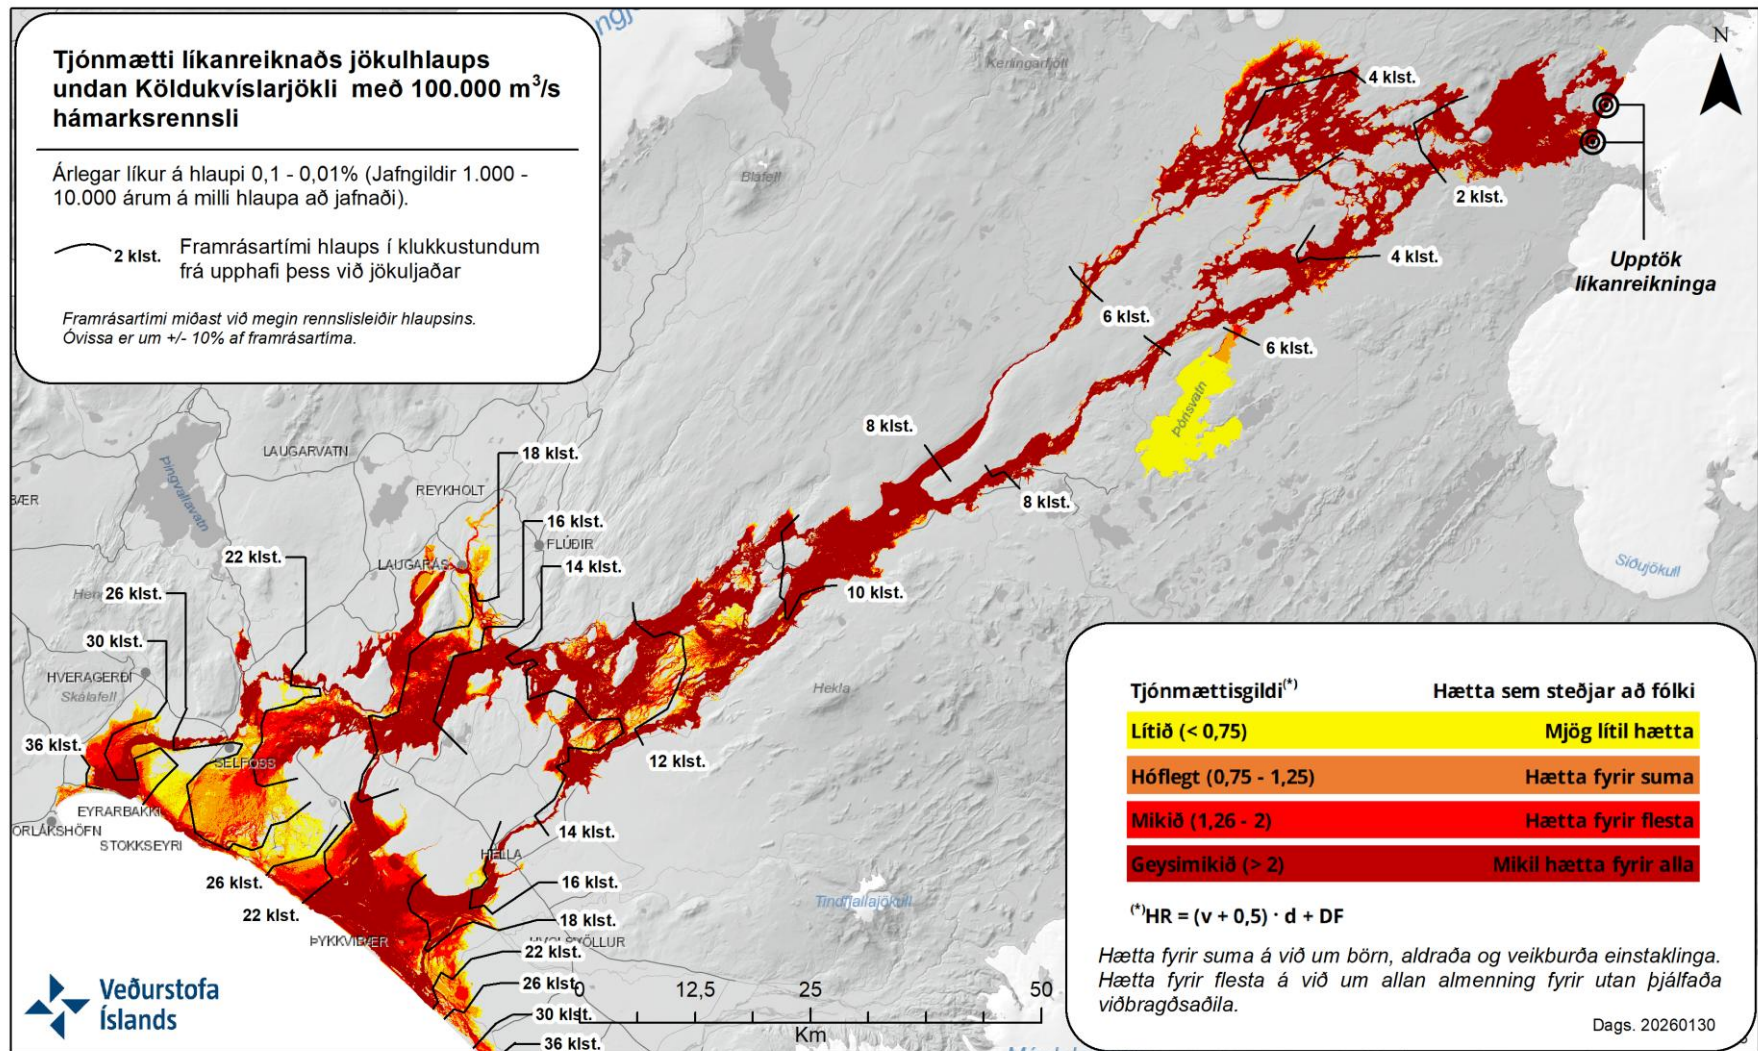 Tjónmætti líkanreiknaðs jökulhlaups
undan Köldukvíslarjökli með 100.000 m³/s
hámarksrennsli
Árlegar líkur á hlaupi 0,1 - 0,01% (Jafngildir 1.000 -
10.000 árum á milli hlaupa að jafnaði).
2 klst.
Framrásartími hlaups í klukkustundum
frá upphafi þess við jökuljaðar
Framrásartími miðast við megin rennslisleiðir hlaupsins.
Óvissa er um +/- 10% af framrásartíma.
Kerlingarfjöll
N
4 klst.
Bláfell
2 klst.
4 klst.
Upptök
líkanreikninga
6 klst.
6 klst.
Þórisvatn
8 klst.
8 klst.
LAUGARVATN
18 klst.
REYKHOLT
Þingvallavatn
16 klst.
FLÚÐIR
22 klst.
LAUGARÁS
14 klst.
Síðujökull
26 klst.
10 klst.
30 klst.
HVERAGERÐI
Skálafell
Hekla
36 klst.
SELFOSS
12 klst.
EYRARBAKKI
ORLÁKSHÖFN
STOKKSEYRI
14 klst.
HELLA
26 klst.
16 klst.
22 klst.
Tindfjallajökull
18 klst.
ÞYKKVIBÆR
22 klst.
26 klst.
30 klst.
36 klst.
0 12,5 25 50
Km
Veðurstofa
Íslands
Tjónmættisgildi(*) Hætta sem steðjar að fólki
Lítið (< 0,75) Mjög lítil hætta
Hóflegt (0,75 - 1,25) Hætta fyrir suma
Mikið (1,26 - 2) Hætta fyrir flesta
Geysimikið (> 2) Mikil hætta fyrir alla
(*)HR = (v + 0,5) · d + DF
Hætta fyrir suma á við um börn, aldraða og veikburða einstaklinga.
Hætta fyrir flesta á við um allan almenning fyrir utan þjálfaða
viðbragðsaðila.
Dags. 20260130